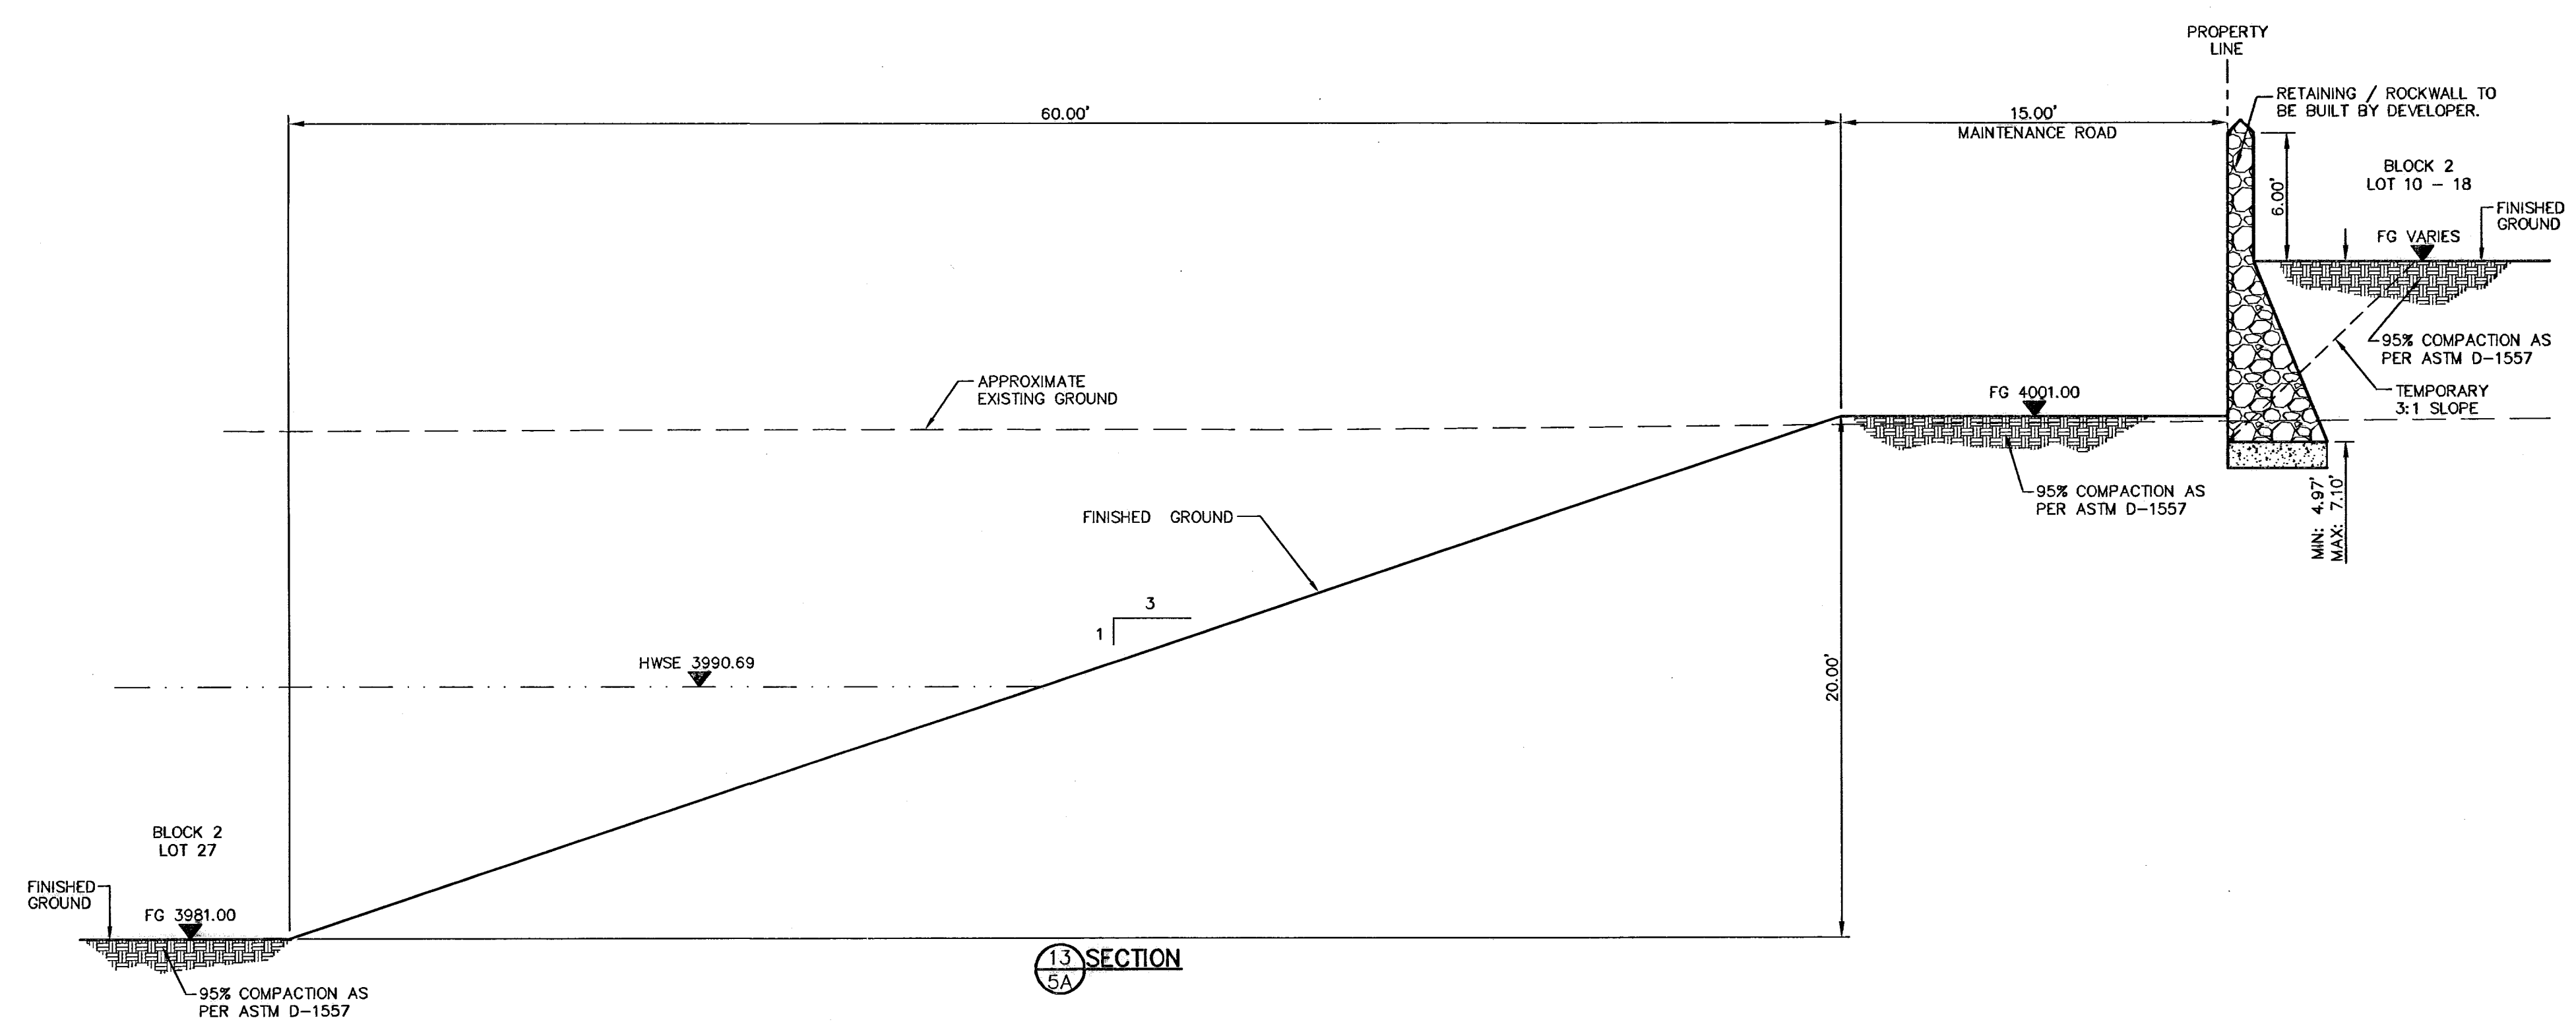 PROPERTY
LINE
RETAINING / ROCKWALL TO
BE BUILT BY DEVELOPER.
60.00'
15.00'
MAINTENANCE ROAD
BLOCK 2
LOT 10 – 18
6.00'
FINISHED
GROUND
FG VARIES
95% COMPACTION AS
PER ASTM D-1557
TEMPORARY
3:1 SLOPE
APPROXIMATE
EXISTING GROUND
FG 4001.00
95% COMPACTION AS
PER ASTM D-1557
MIN: 4.97'
MAX: 7.10'
FINISHED GROUND
3
1
HWSE 3990.69
20.00'
BLOCK 2
LOT 27
FINISHED
GROUND
FG 3981.00
95% COMPACTION AS
PER ASTM D-1557
13
5A
SECTION